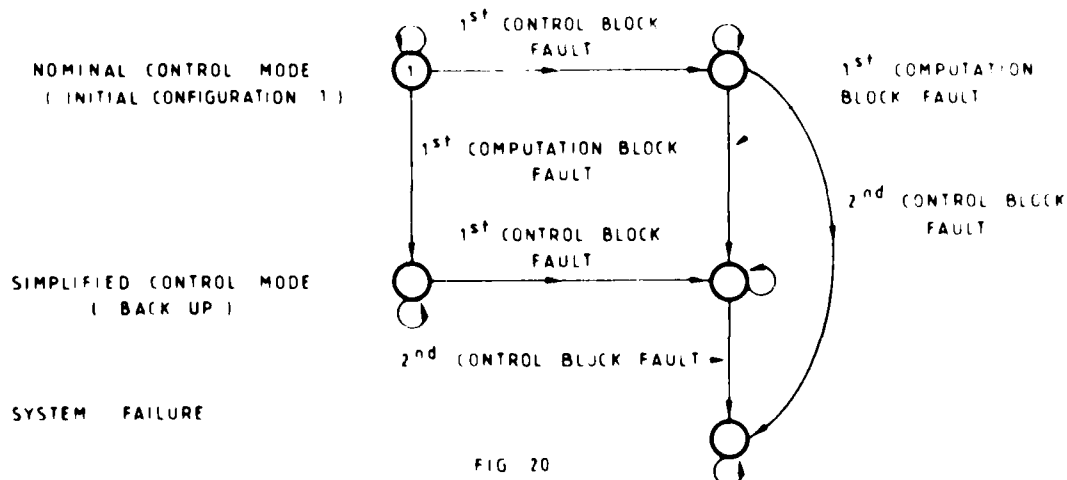 1st CONTROL BLOCK
FAULT
NOMINAL CONTROL MODE
( INITIAL CONFIGURATION 1 )
1
1st COMPUTATION
BLOCK FAULT
1st COMPUTATION BLOCK
FAULT
2nd CONTROL BLOCK
FAULT
1st CONTROL BLOCK
FAULT
SIMPLIFIED CONTROL MODE
( BACK UP )
2nd CONTROL BLOCK FAULT
SYSTEM FAILURE
FIG 20